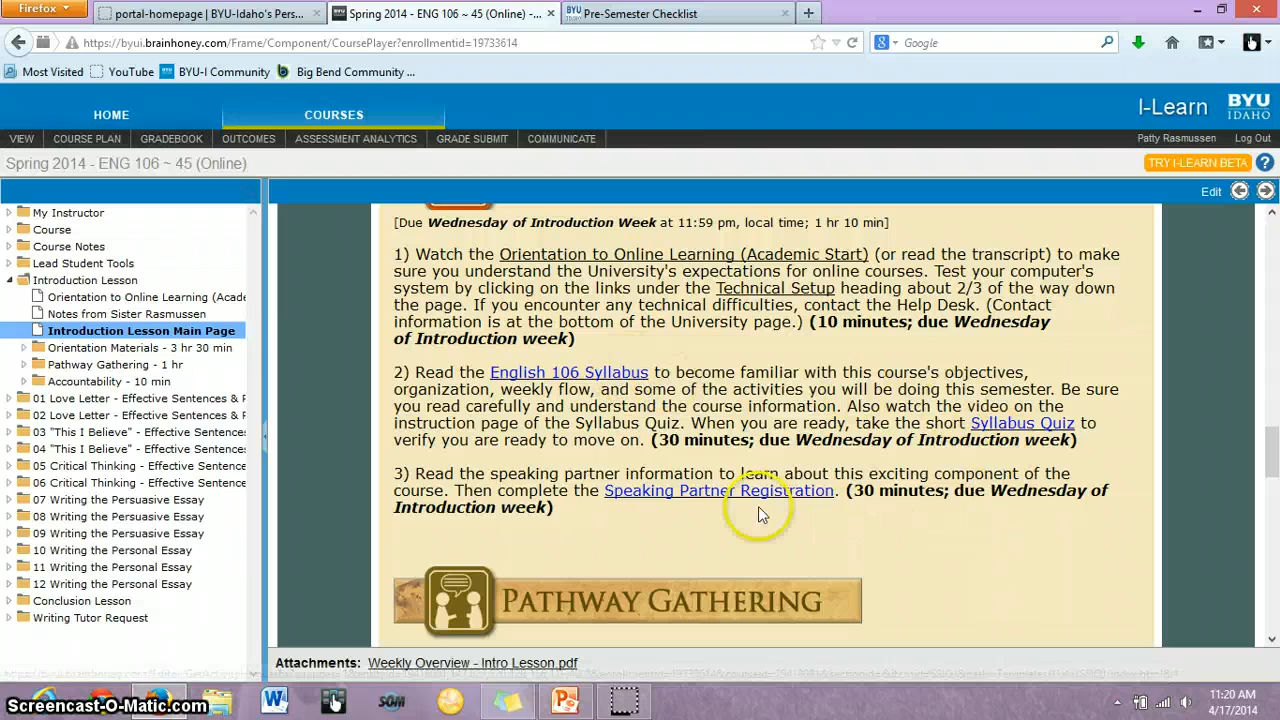 Firefox
portal-homepage | BYU-Idaho's Pers...
Spring 2014 - ENG 106 ~ 45 (Online) -...
BYU
Pre-Semester Checklist
https://byui.brainhoney.com/Frame/Component/CoursePlayer?enrollmentid=19733614
Google
Most Visited
YouTube
BYU-I Community
Big Bend Community ...
HOME
COURSES
I-Learn
BYU
IDAHO
VIEW
COURSE PLAN
GRADEBOOK
OUTCOMES
ASSESSMENT ANALYTICS
GRADE SUBMIT
COMMUNICATE
Patty Rasmussen
Log Out
Spring 2014 - ENG 106 ~ 45 (Online)
TRY I-LEARN BETA
?
Edit
My Instructor
Course
Course Notes
Lead Student Tools
Introduction Lesson
Orientation to Online Learning (Acade
Notes from Sister Rasmussen
Introduction Lesson Main Page
Orientation Materials - 3 hr 30 min
Pathway Gathering - 1 hr
Accountability - 10 min
01 Love Letter - Effective Sentences & P
02 Love Letter - Effective Sentences & P
03 "This I Believe" - Effective Sentences
04 "This I Believe" - Effective Sentences
05 Critical Thinking - Effective Sentence
06 Critical Thinking - Effective Sentence
07 Writing the Persuasive Essay
08 Writing the Persuasive Essay
09 Writing the Persuasive Essay
10 Writing the Personal Essay
11 Writing the Personal Essay
12 Writing the Personal Essay
Conclusion Lesson
Writing Tutor Request
[Due Wednesday of Introduction Week at 11:59 pm, local time; 1 hr 10 min]
1) Watch the Orientation to Online Learning (Academic Start) (or read the transcript) to make
sure you understand the University's expectations for online courses. Test your computer's
system by clicking on the links under the Technical Setup heading about 2/3 of the way down
the page. If you encounter any technical difficulties, contact the Help Desk. (Contact
information is at the bottom of the University page.) (10 minutes; due Wednesday
of Introduction week)
2) Read the English 106 Syllabus to become familiar with this course's objectives,
organization, weekly flow, and some of the activities you will be doing this semester. Be sure
you read carefully and understand the course information. Also watch the video on the
instruction page of the Syllabus Quiz. When you are ready, take the short Syllabus Quiz to
verify you are ready to move on. (30 minutes; due Wednesday of Introduction week)
3) Read the speaking partner information to learn about this exciting component of the
course. Then complete the Speaking Partner Registration. (30 minutes; due Wednesday of
Introduction week)
PATHWAY GATHERING
Attachments: Weekly Overview - Intro Lesson.pdf
Screencast-O-Matic.com
SOM
11:20 AM
4/17/2014